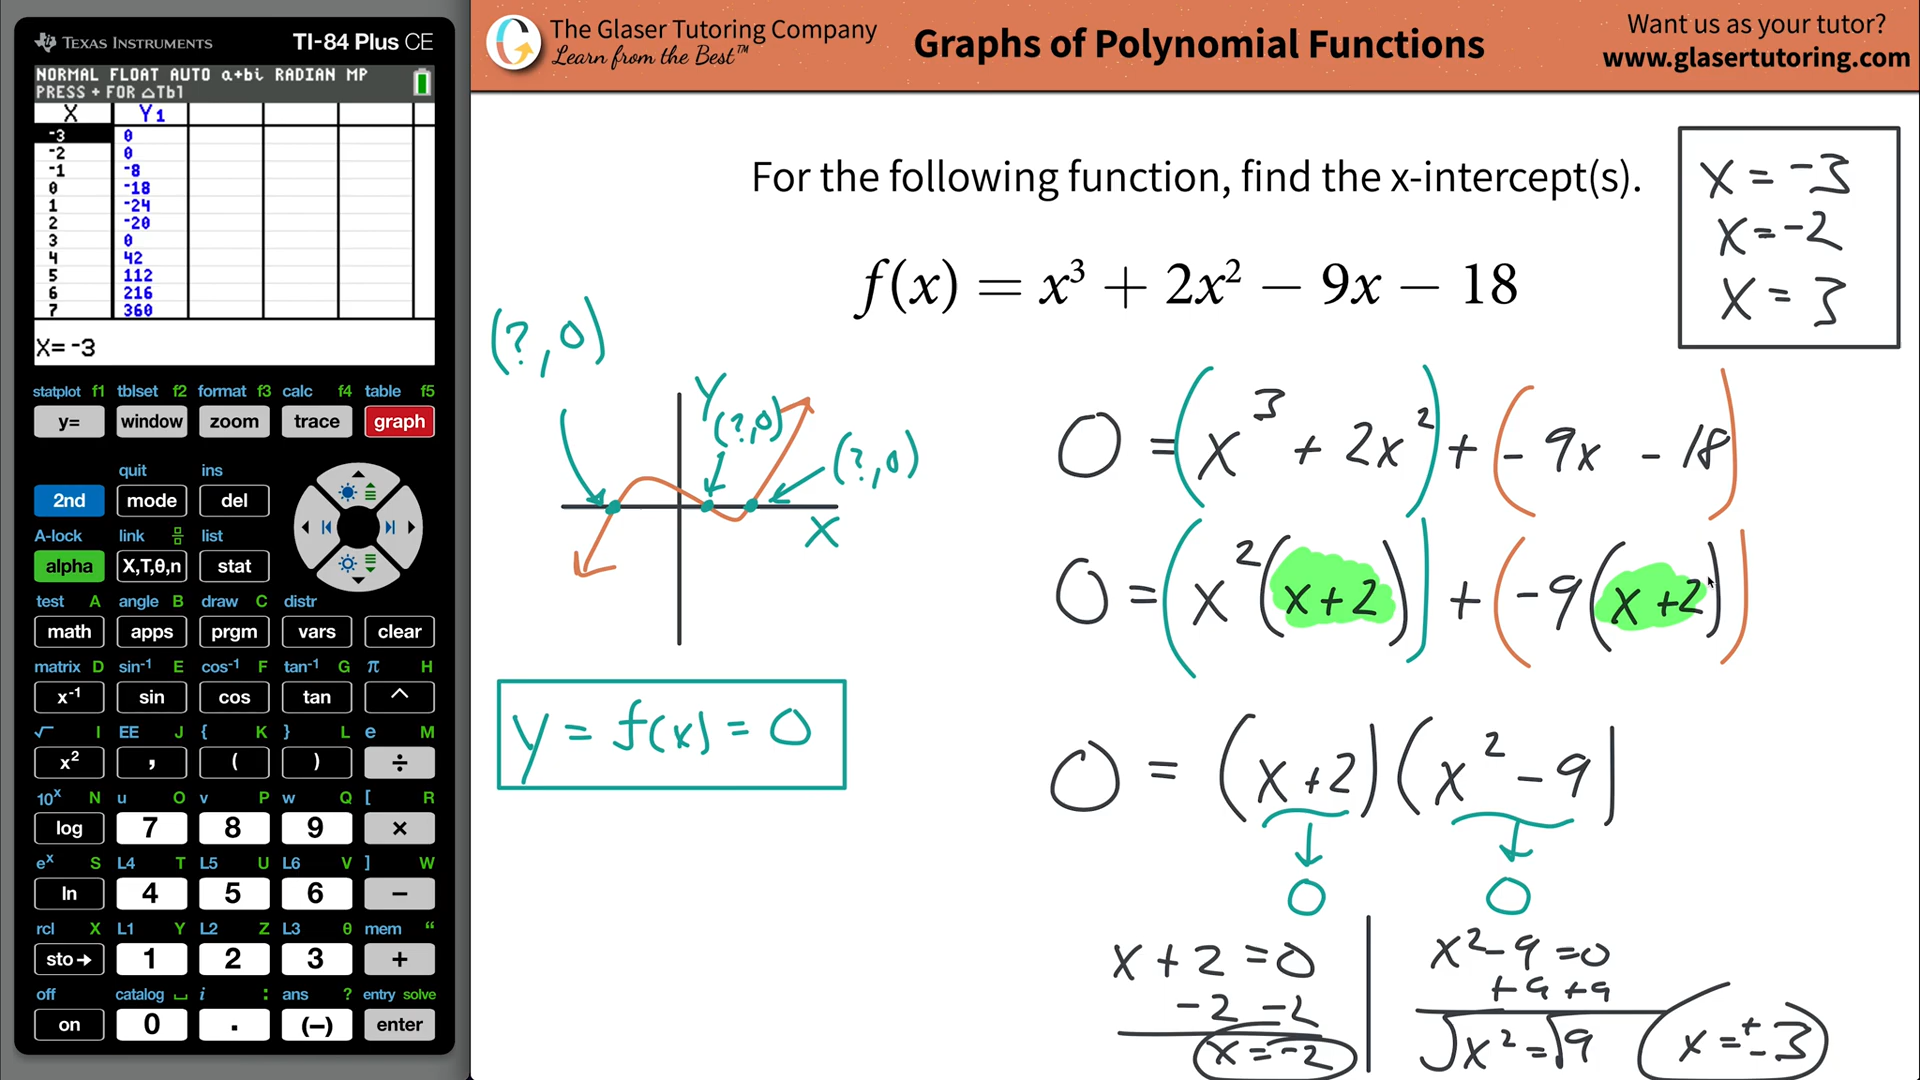 TEXAS INSTRUMENTS TI-84 Plus CE
NORMAL FLOAT AUTO a+bi RADIAN MP
PRESS + FOR △Tbl
X Y1
-3 0
-2 0
-1 -8
0 -18
1 -24
2 -20
3 0
4 42
5 112
6 216
7 360
X= -3
statplot f1 tblset f2 format f3 calc f4 table f5
y= window zoom trace graph
quit ins
2nd mode del
A-lock link list
alpha X,T,θ,n stat
test A angle B draw C distr
math apps prgm vars clear
matrix D sin⁻¹ E cos⁻¹ F tan⁻¹ G π H
x⁻¹ sin cos tan ^
√ I EE J { K } L e M
x² , ( ) ÷
10ˣ N u O v P w Q [ R
log 7 8 9 ×
eˣ S L4 T L5 U L6 V ] W
ln 4 5 6 −
rcl X L1 Y L2 Z L3 θ mem "
sto→ 1 2 3 +
off catalog ⎵ i : ans ? entry solve
on 0 . (−) enter
The Glaser Tutoring Company
Learn from the Best™
Graphs of Polynomial Functions
Want us as your tutor?
www.glasertutoring.com
For the following function, find the x-intercept(s).
f(x) = x³ + 2x² − 9x − 18
x = -3
x = -2
x = 3
(?,0)
Y
(?,0)
(?,0)
X
y = f(x) = 0
0 = (x³ + 2x²) + (-9x - 18)
0 = (x²(x+2)) + (-9(x+2))
0 = (x+2)(x²-9)
0 0
x + 2 = 0
-2 -2
x = -2
x² - 9 = 0
+9 +9
√x² = √9
x = ±3